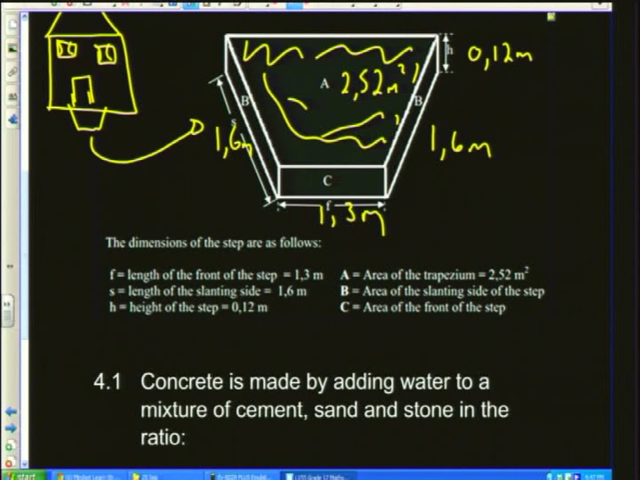 h
0,12m
A
2,52m²
B
B
s
1,6m
1,6m
C
f
1,3m
The dimensions of the step are as follows:
f = length of the front of the step = 1,3 m
A = Area of the trapezium = 2,52 m²
s = length of the slanting side = 1,6 m
B = Area of the slanting side of the step
h = height of the step = 0,12 m
C = Area of the front of the step
4.1 Concrete is made by adding water to a
mixture of cement, sand and stone in the
ratio:
start